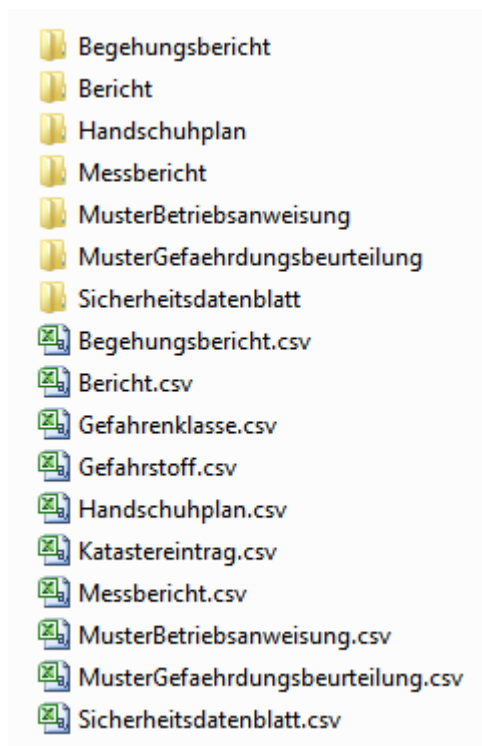 Begehungsbericht
Bericht
Handschuhplan
Messbericht
MusterBetriebsanweisung
MusterGefaehrdungsbeurteilung
Sicherheitsdatenblatt
Begehungsbericht.csv
Bericht.csv
Gefahrenklasse.csv
Gefahrstoff.csv
Handschuhplan.csv
Katastereintrag.csv
Messbericht.csv
MusterBetriebsanweisung.csv
MusterGefaehrdungsbeurteilung.csv
Sicherheitsdatenblatt.csv